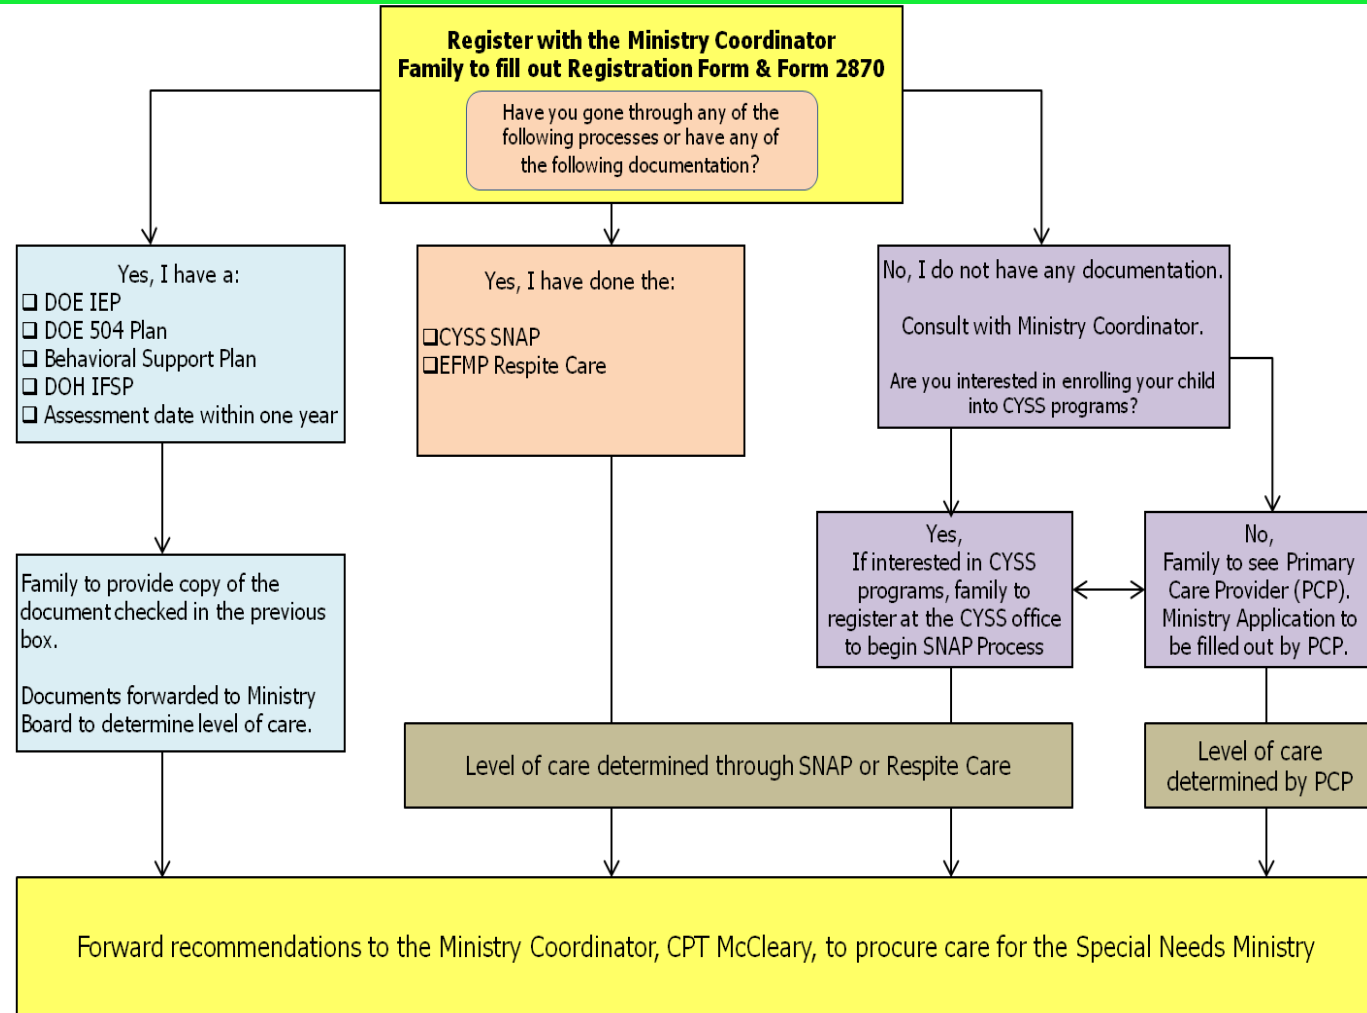 Register with the Ministry Coordinator
Family to fill out Registration Form & Form 2870
Have you gone through any of the
following processes or have any of
the following documentation?
Yes, I have a:
❑ DOE IEP
❑ DOE 504 Plan
❑ Behavioral Support Plan
❑ DOH IFSP
❑ Assessment date within one year
Yes, I have done the:
❑CYSS SNAP
❑EFMP Respite Care
No, I do not have any documentation.
Consult with Ministry Coordinator.
Are you interested in enrolling your child
into CYSS programs?
Family to provide copy of the
document checked in the previous
box.
Documents forwarded to Ministry
Board to determine level of care.
Yes,
If interested in CYSS
programs, family to
register at the CYSS office
to begin SNAP Process
No,
Family to see Primary
Care Provider (PCP).
Ministry Application to
be filled out by PCP.
Level of care determined through SNAP or Respite Care
Level of care
determined by PCP
Forward recommendations to the Ministry Coordinator, CPT McCleary, to procure care for the Special Needs Ministry